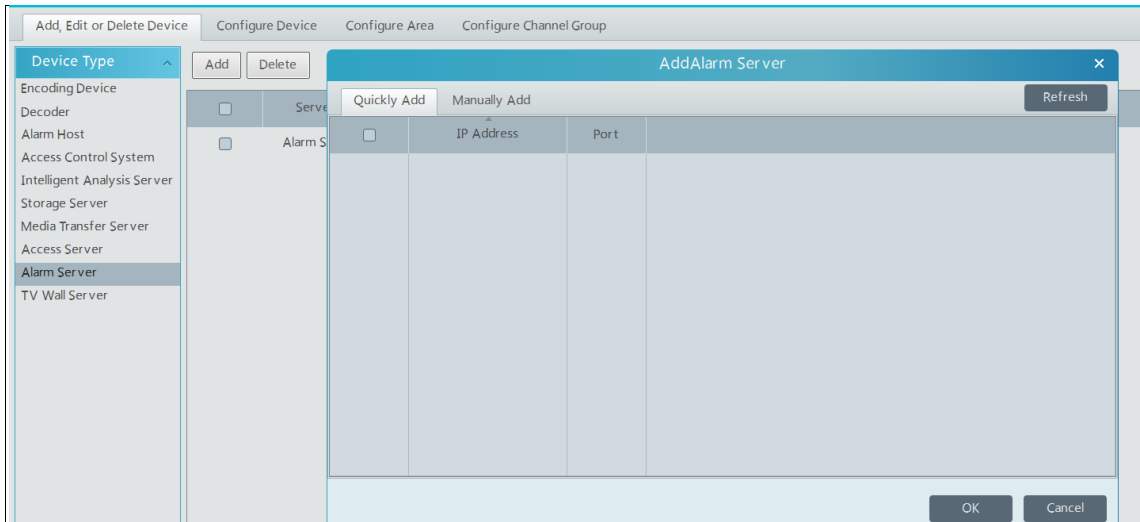 Add, Edit or Delete Device Configure Device Configure Area Configure Channel Group
Device Type
Add Delete
AddAlarm Server
Encoding Device
Decoder
Alarm Host
Access Control System
Intelligent Analysis Server
Storage Server
Media Transfer Server
Access Server
Alarm Server
TV Wall Server
Serve
Alarm S
Quickly Add Manually Add Refresh
IP Address Port
OK Cancel